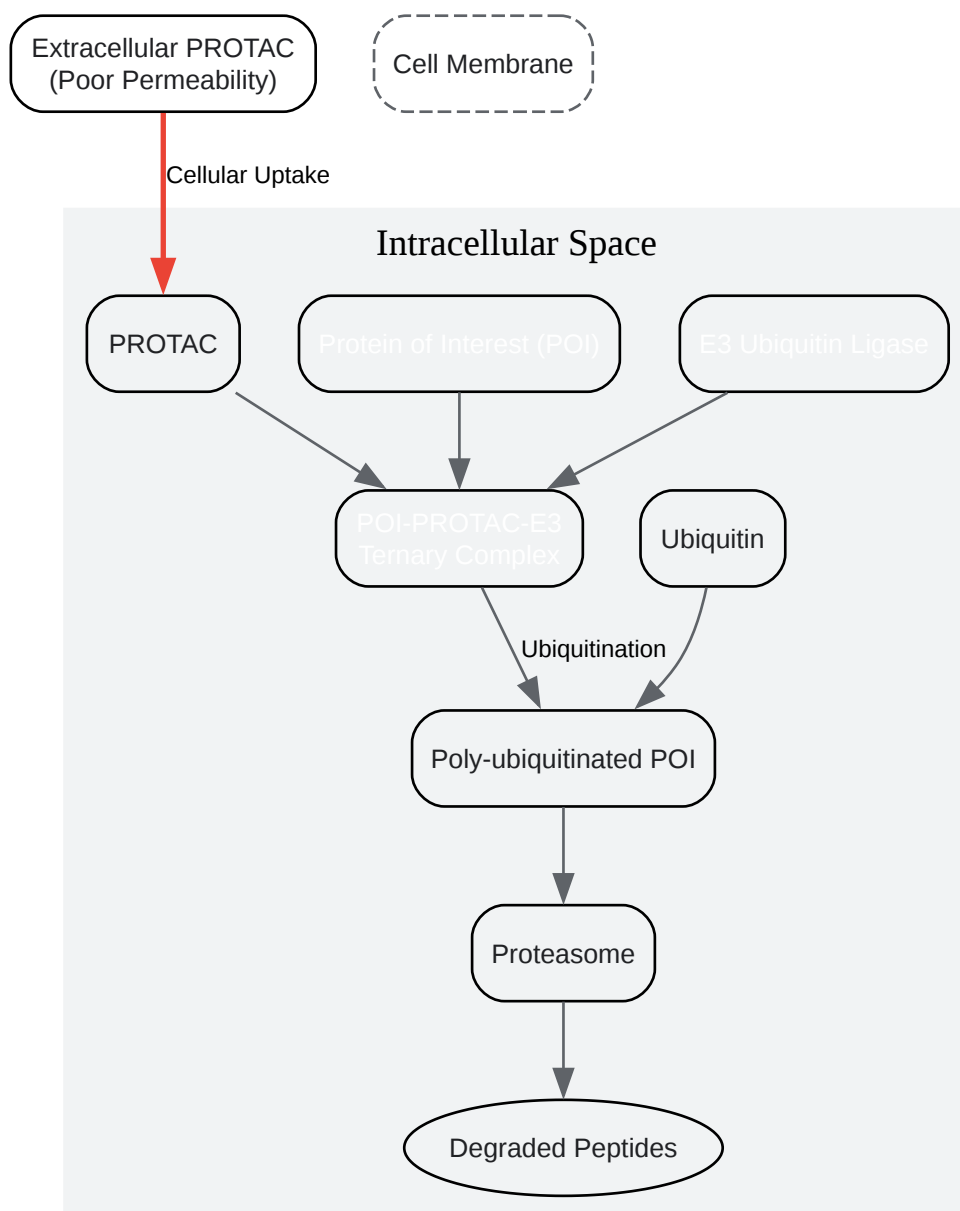 Extracellular PROTAC
(Poor Permeability)
Cell Membrane
Cellular Uptake
Intracellular Space
PROTAC
Protein of Interest (POI)
E3 Ubiquitin Ligase
POI-PROTAC-E3
Ternary Complex
Ubiquitin
Ubiquitination
Poly-ubiquitinated POI
Proteasome
Degraded Peptides